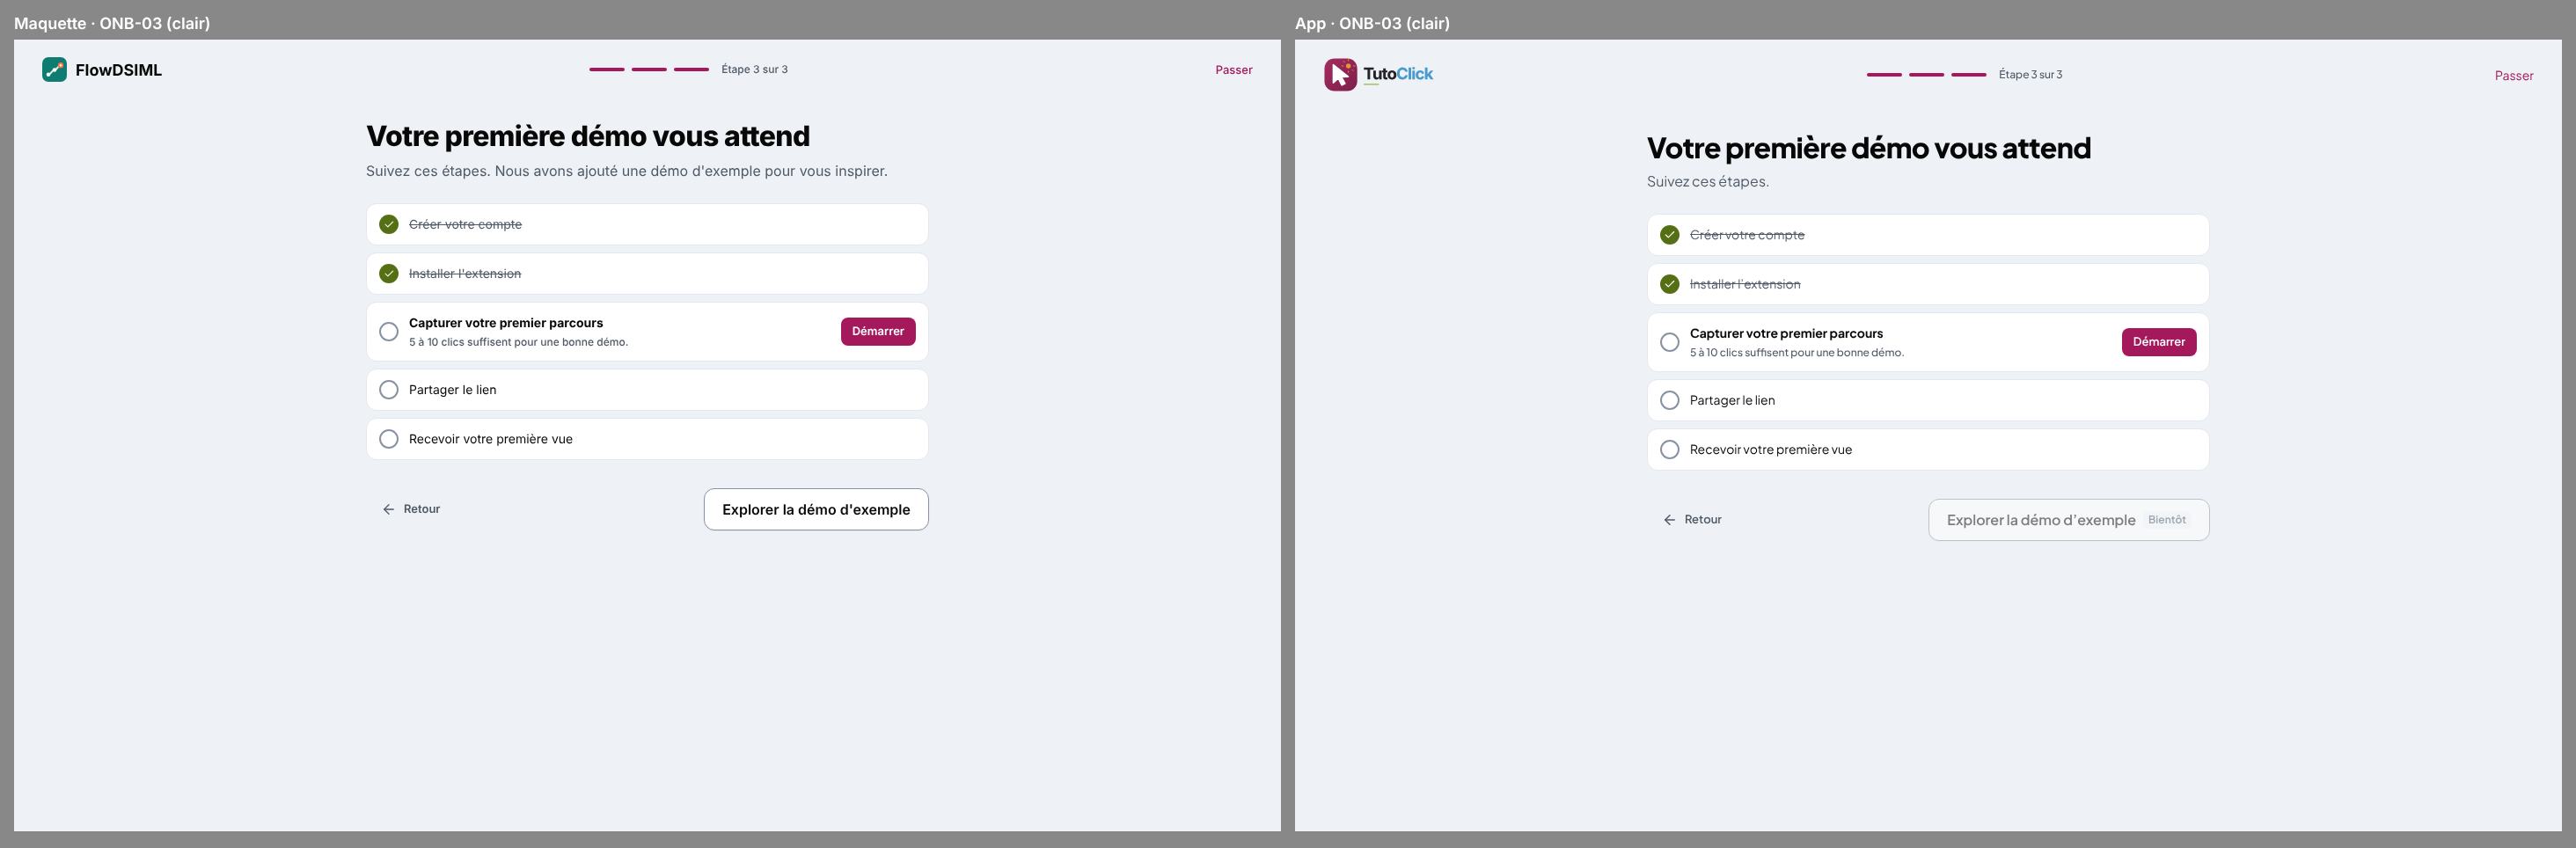 Maquette · ONB-03 (clair)
FlowDSIML
Étape 3 sur 3
Passer
Votre première démo vous attend
Suivez ces étapes. Nous avons ajouté une démo d'exemple pour vous inspirer.
Créer votre compte
Installer l'extension
Capturer votre premier parcours
5 à 10 clics suffisent pour une bonne démo.
Démarrer
Partager le lien
Recevoir votre première vue
Retour
Explorer la démo d'exemple
App · ONB-03 (clair)
TutoClick
Étape 3 sur 3
Passer
Votre première démo vous attend
Suivez ces étapes.
Créer votre compte
Installer l'extension
Capturer votre premier parcours
5 à 10 clics suffisent pour une bonne démo.
Démarrer
Partager le lien
Recevoir votre première vue
Retour
Explorer la démo d’exemple Bientôt